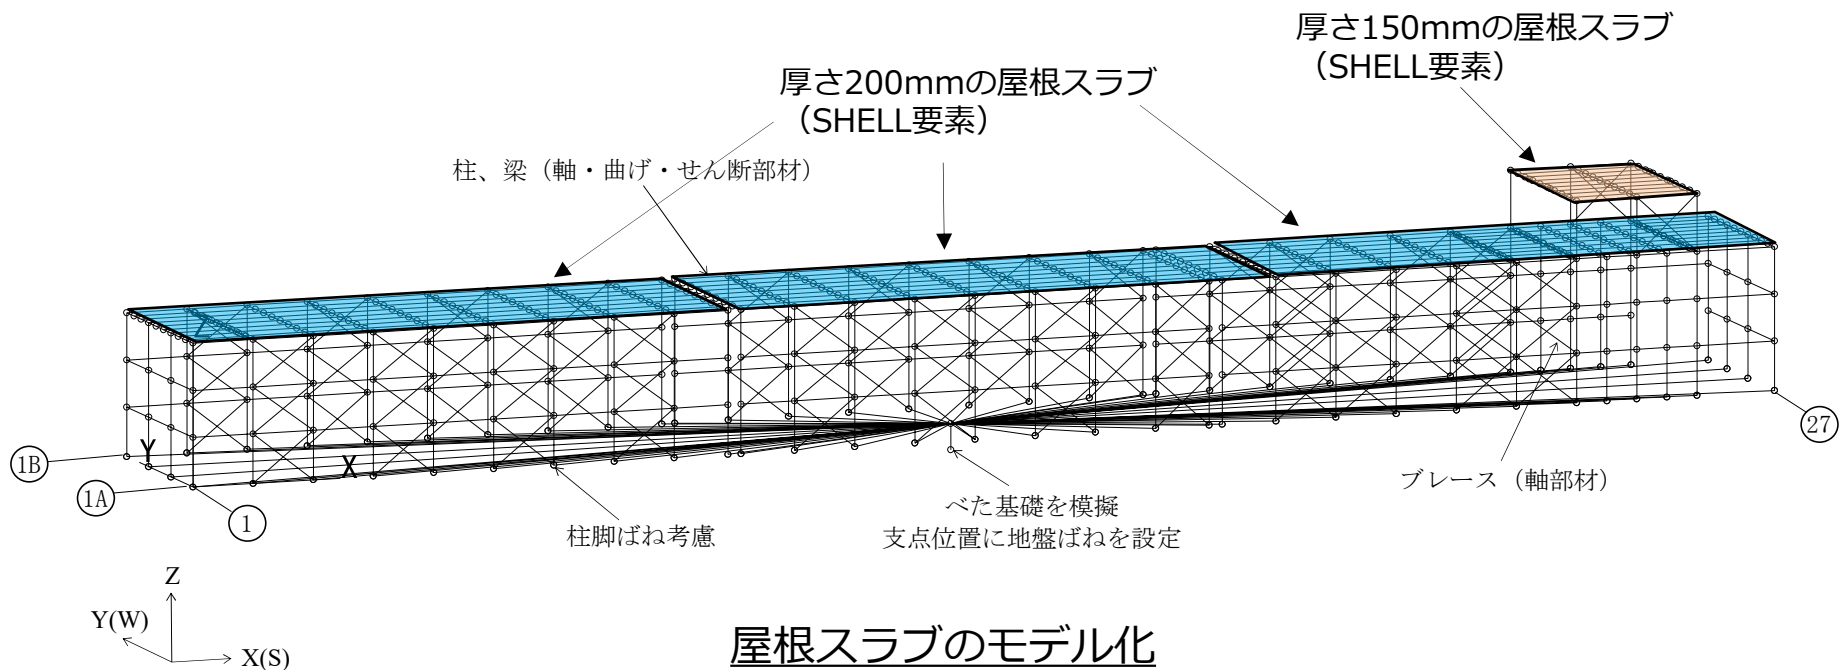 厚さ150mmの屋根スラブ
（SHELL要素）
厚さ200mmの屋根スラブ
（SHELL要素）
柱、梁（軸・曲げ・せん断部材）
Z
Y
X
1B
1A
1
27
ブレース（軸部材）
べた基礎を模擬
支点位置に地盤ばねを設定
柱脚ばね考慮
Z
Y(W)
X(S)
屋根スラブのモデル化